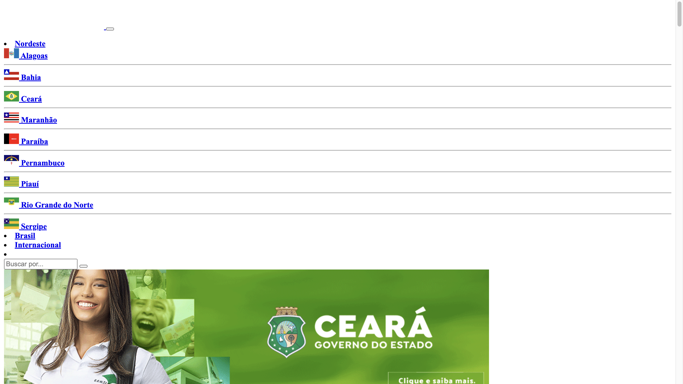 Nordeste
Alagoas
Bahia
Ceará
Maranhão
Paraíba
Pernambuco
Piauí
Rio Grande do Norte
Sergipe
Brasil
Internacional
Buscar por...
CEARÁ
GOVERNO DO ESTADO
Clique e saiba mais.